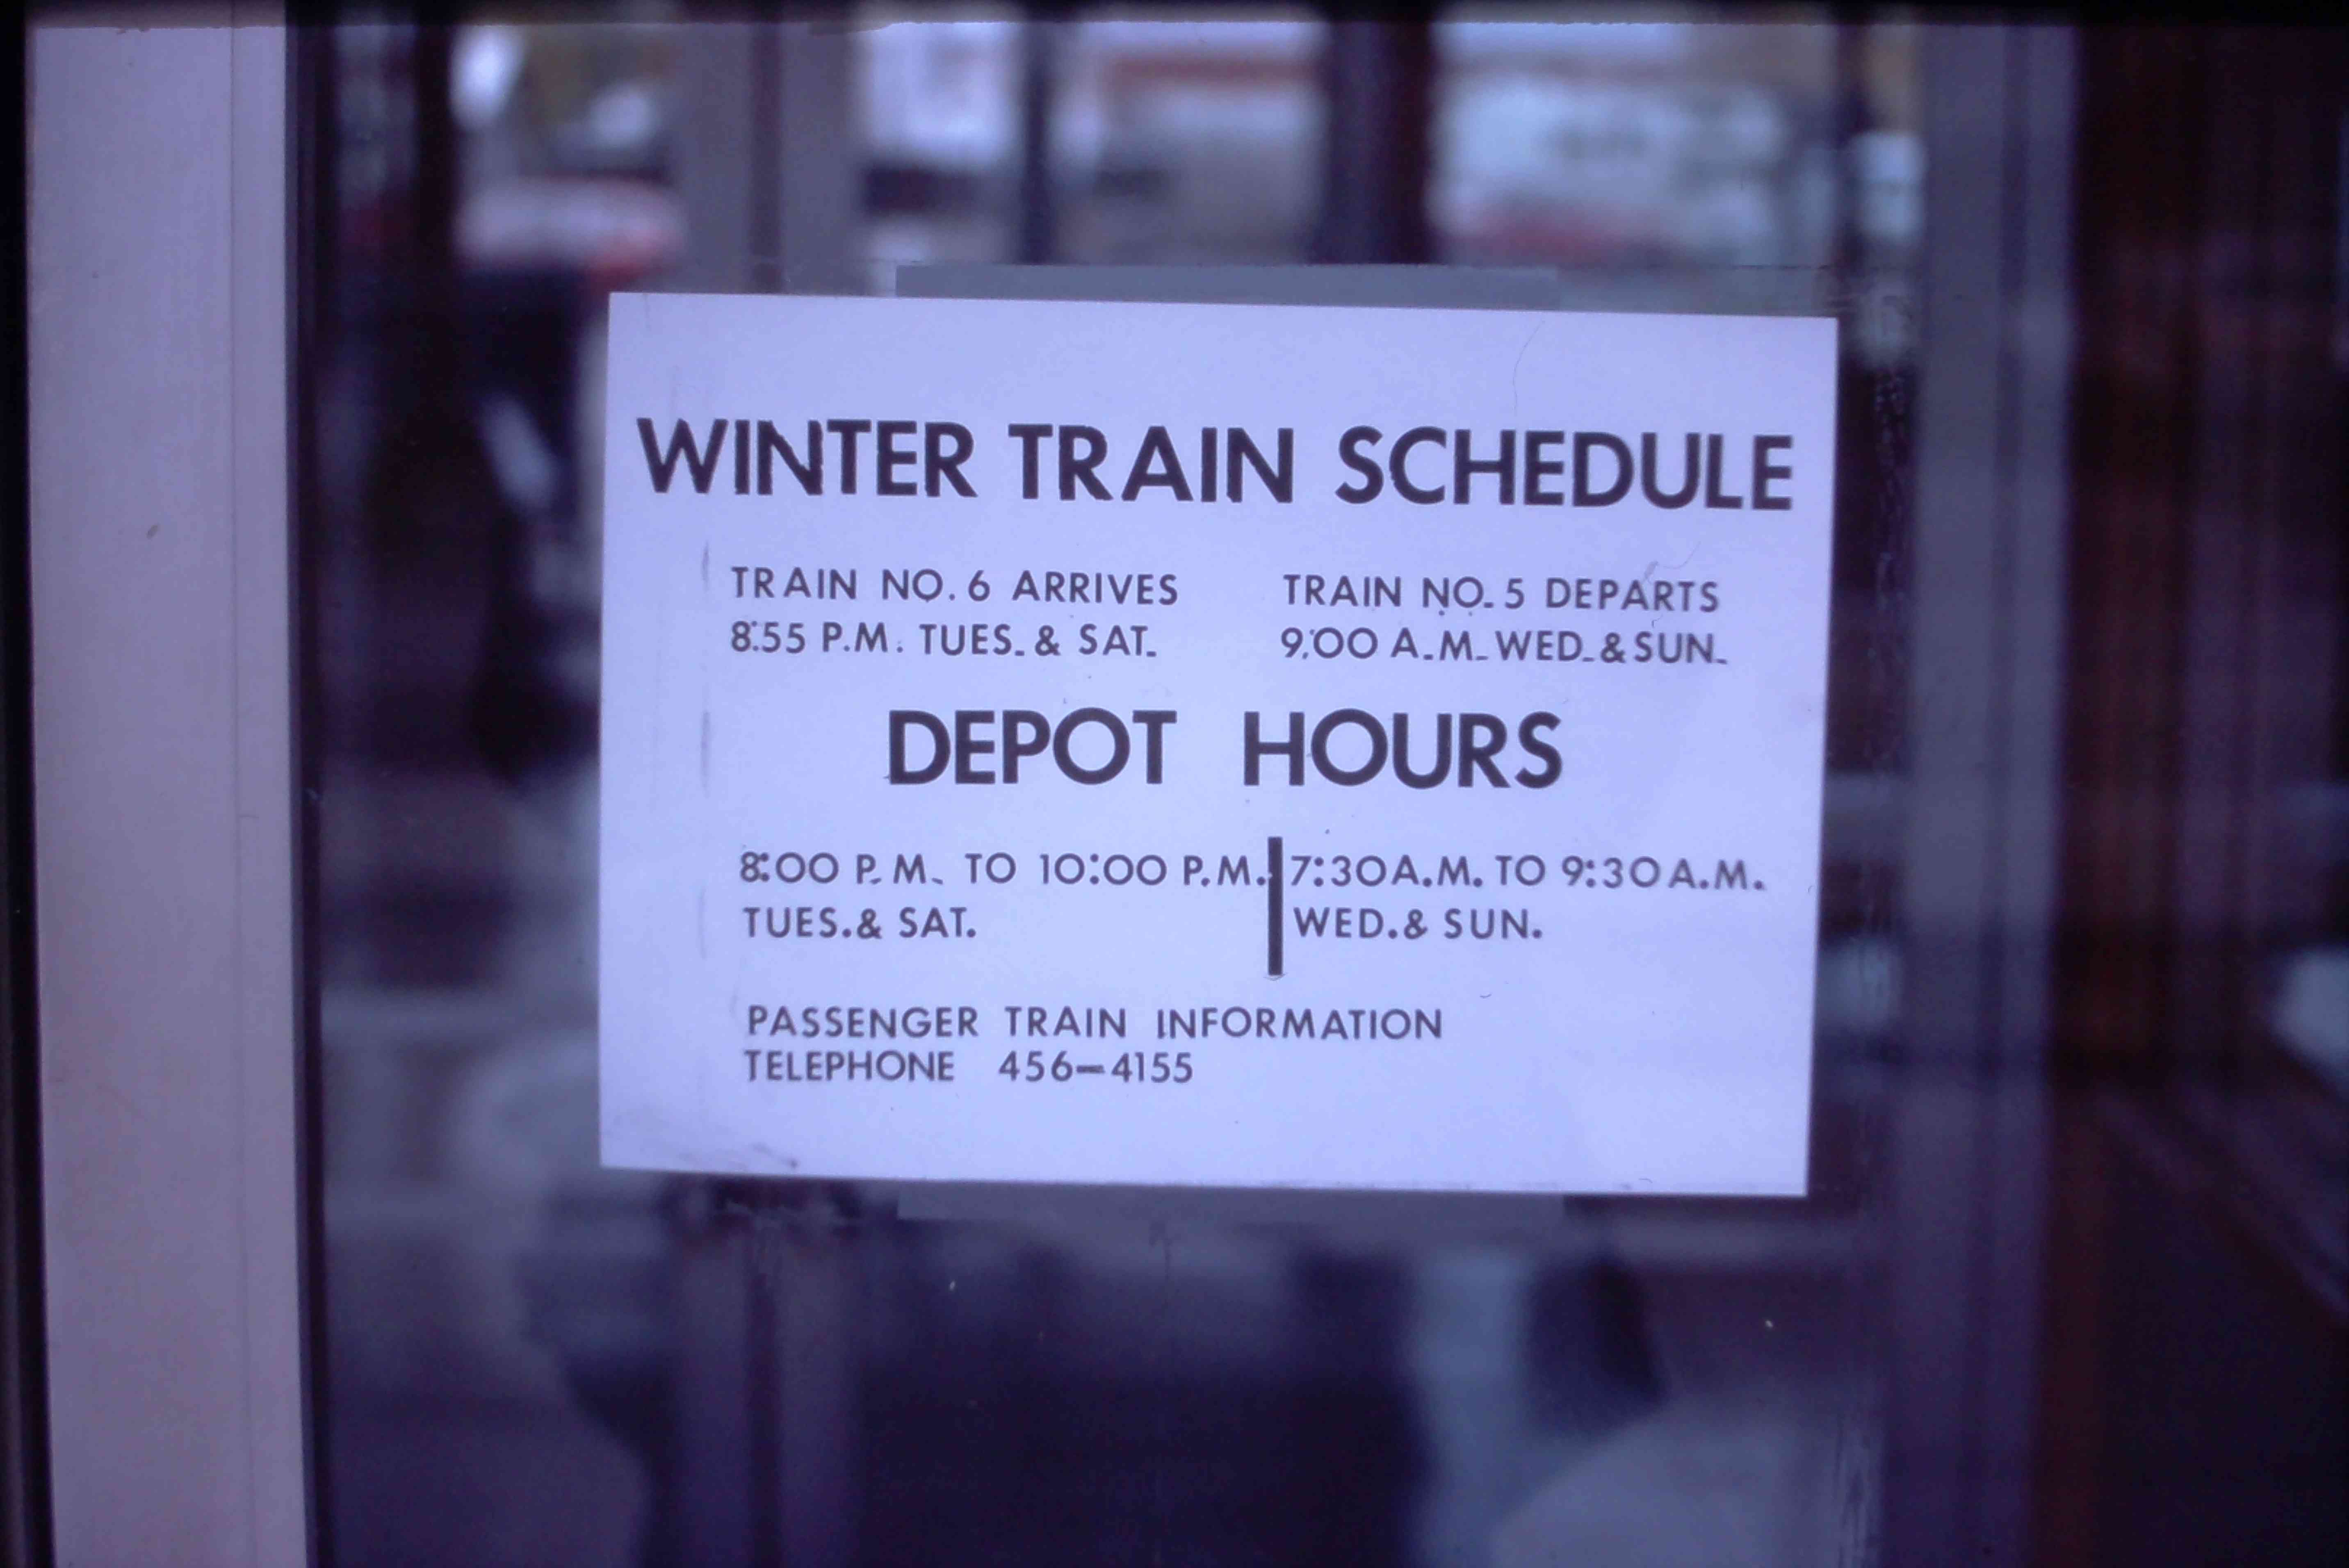 WINTER TRAIN SCHEDULE
TRAIN NO. 6 ARRIVES
8:55 P.M. TUES. & SAT.
TRAIN NO. 5 DEPARTS
9:00 A.M. WED. & SUN.
DEPOT HOURS
8:00 P.M. TO 10:00 P.M.
TUES. & SAT.
7:30 A.M. TO 9:30 A.M.
WED. & SUN.
PASSENGER TRAIN INFORMATION
TELEPHONE 456-4155